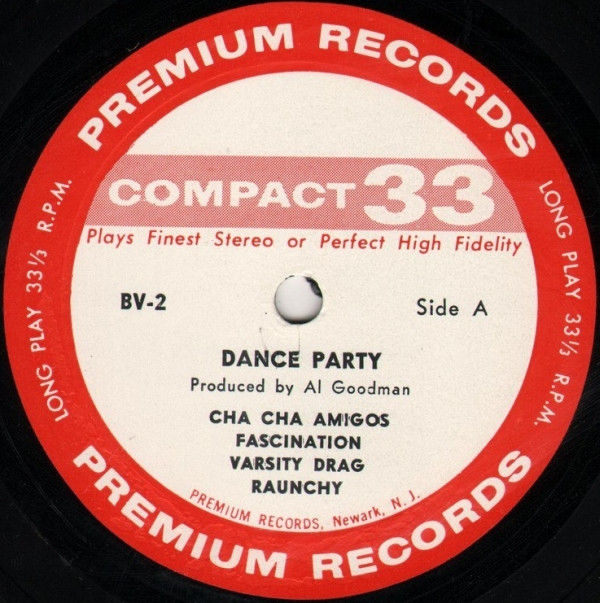 PREMIUM RECORDS
COMPACT 33
Plays Finest Stereo or Perfect High Fidelity
LONG PLAY 33⅓ R.P.M.
LONG PLAY 33⅓ R.P.M.
BV-2
Side A
DANCE PARTY
Produced by Al Goodman
CHA CHA AMIGOS
FASCINATION
VARSITY DRAG
RAUNCHY
PREMIUM RECORDS, Newark, N. J.
PREMIUM RECORDS